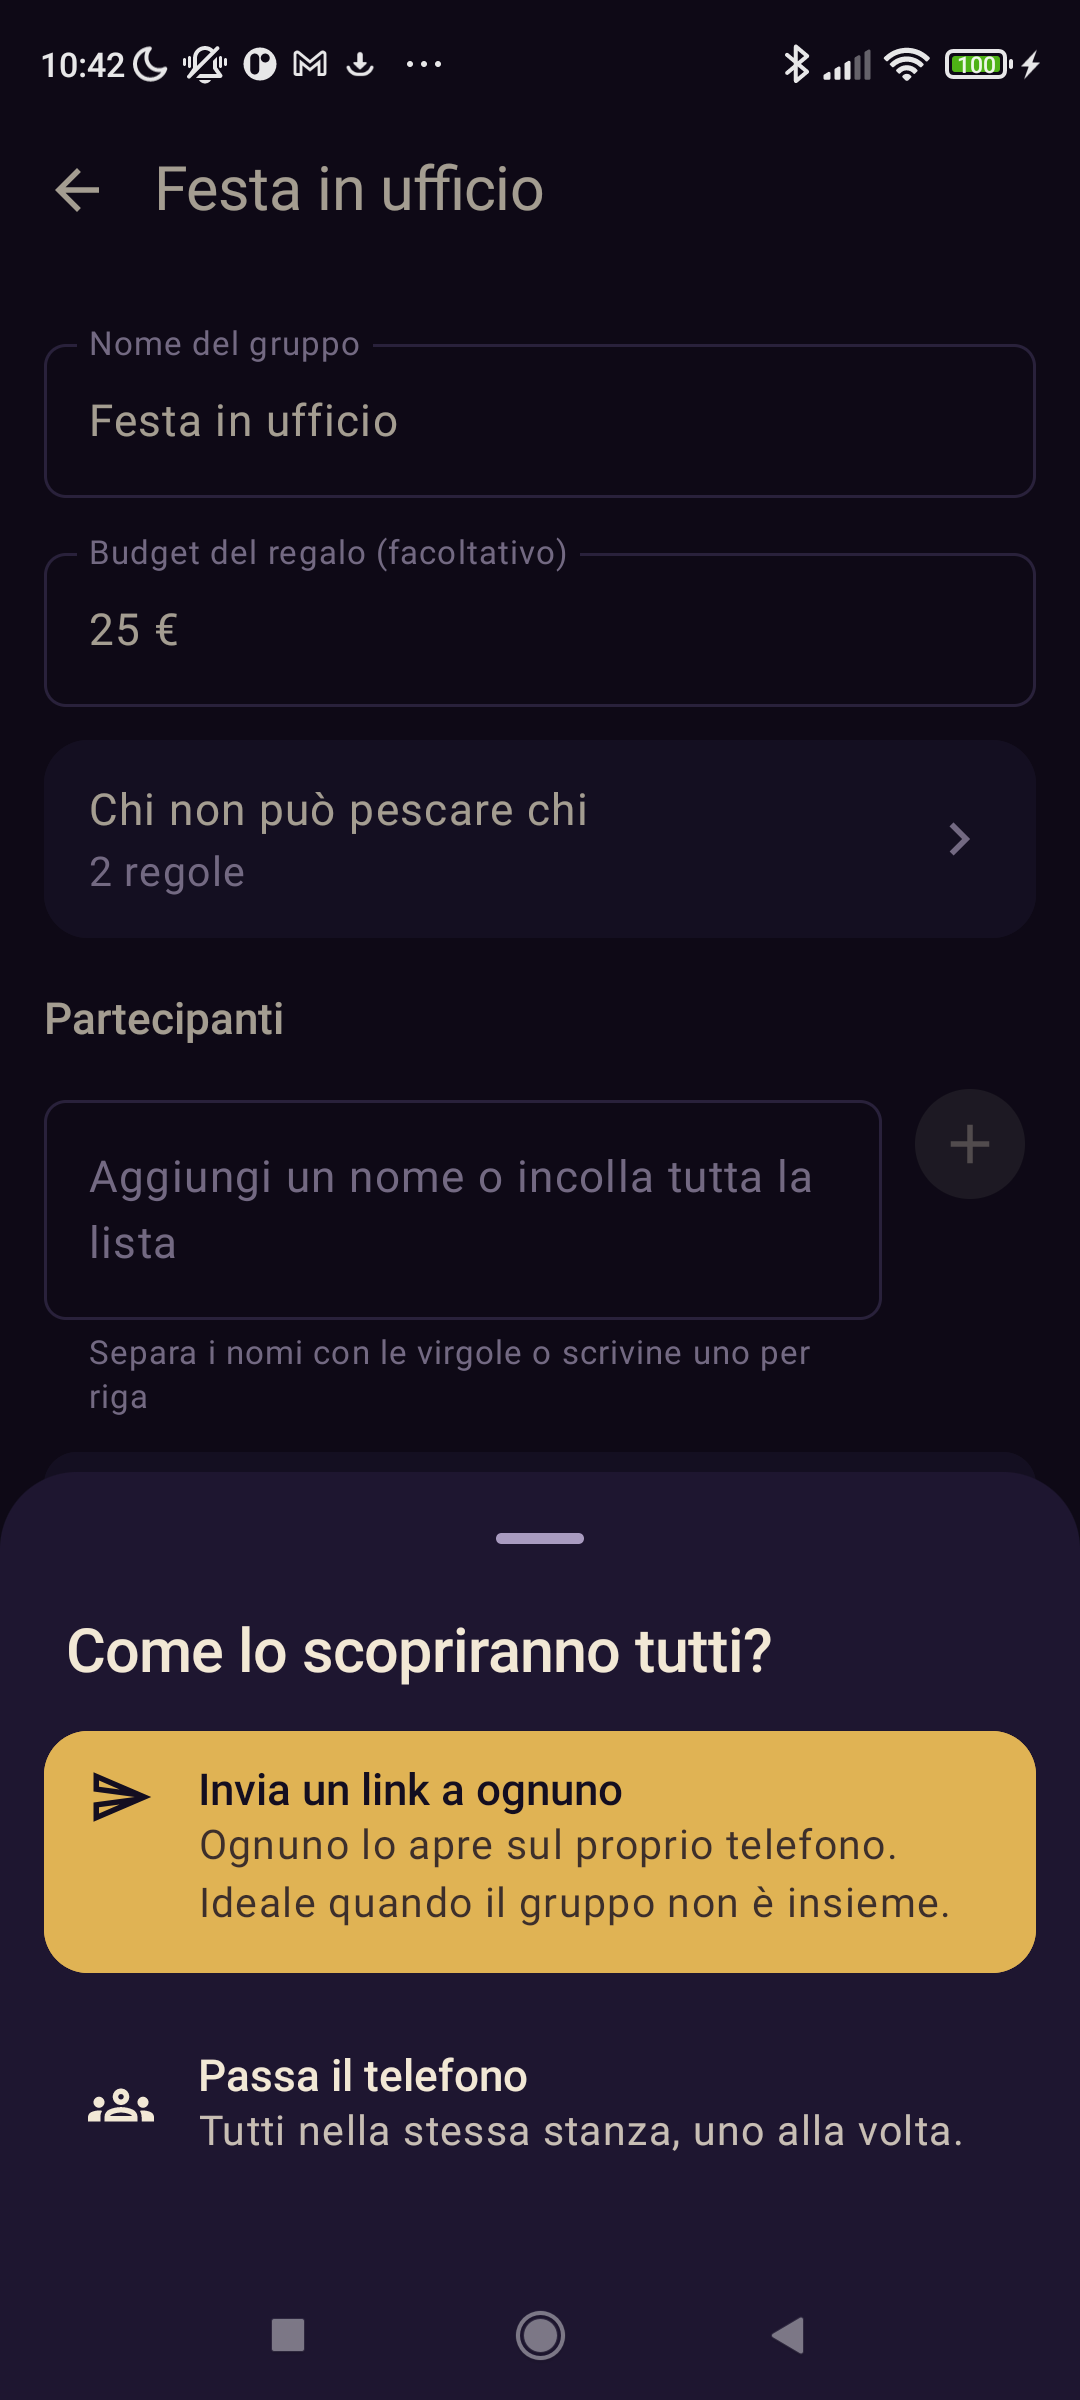 10:42
100
Festa in ufficio
Nome del gruppo
Festa in ufficio
Budget del regalo (facoltativo)
25 €
Chi non può pescare chi
2 regole
Partecipanti
Aggiungi un nome o incolla tutta la
lista
Separa i nomi con le virgole o scrivine uno per
riga
Come lo scopriranno tutti?
Invia un link a ognuno
Ognuno lo apre sul proprio telefono.
Ideale quando il gruppo non è insieme.
Passa il telefono
Tutti nella stessa stanza, uno alla volta.